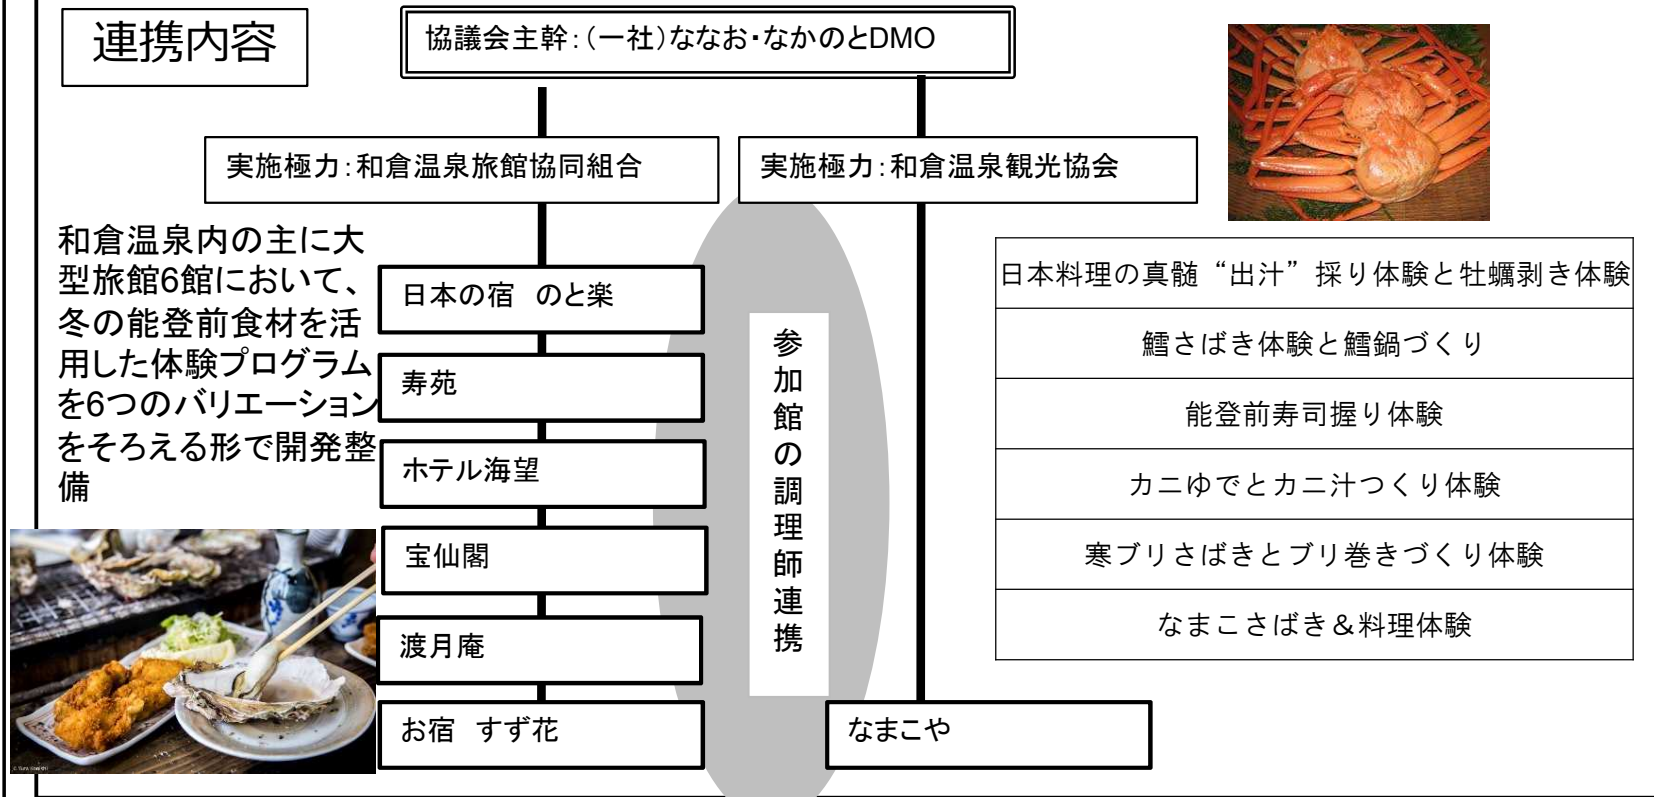 連携内容
協議会主幹:(一社)ななお・なかのとDMO
実施極力:和倉温泉旅館協同組合
実施極力:和倉温泉観光協会
和倉温泉内の主に大
型旅館6館において、
冬の能登前食材を活
用した体験プログラム
を6つのバリエーション
をそろえる形で開発整
備
日本の宿 のと楽
寿苑
ホテル海望
宝仙閣
渡月庵
お宿 すず花
参加館の調理師連携
なまこや
日本料理の真髄“出汁”採り体験と牡蠣剥き体験
鱈さばき体験と鱈鍋づくり
能登前寿司握り体験
カニゆでとカニ汁つくり体験
寒ブリさばきとブリ巻きづくり体験
なまこさばき&料理体験